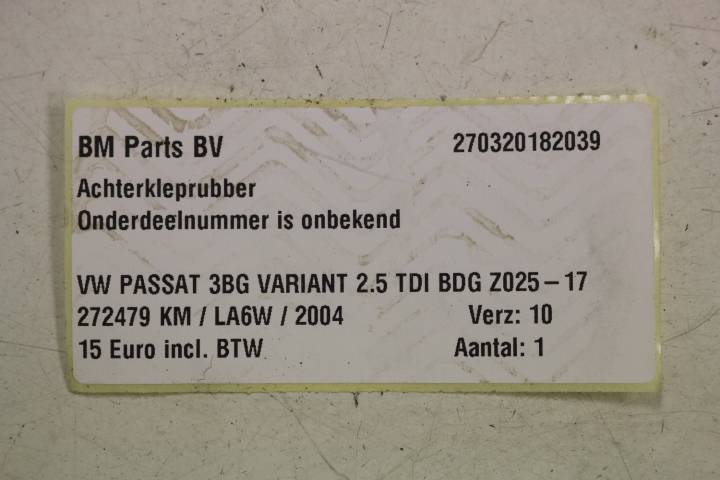 BM Parts BV 270320182039
Achterkleprubber
Onderdeelnummer is onbekend
VW PASSAT 3BG VARIANT 2.5 TDI BDG Z025-17
272479 KM / LA6W / 2004 Verz: 10
15 Euro incl. BTW Aantal: 1